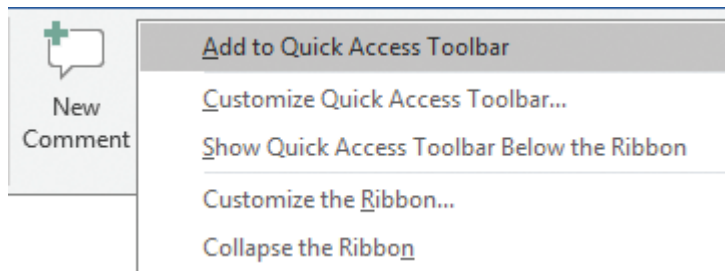 New
Comment
Add to Quick Access Toolbar
Customize Quick Access Toolbar...
Show Quick Access Toolbar Below the Ribbon
Customize the Ribbon...
Collapse the Ribbon